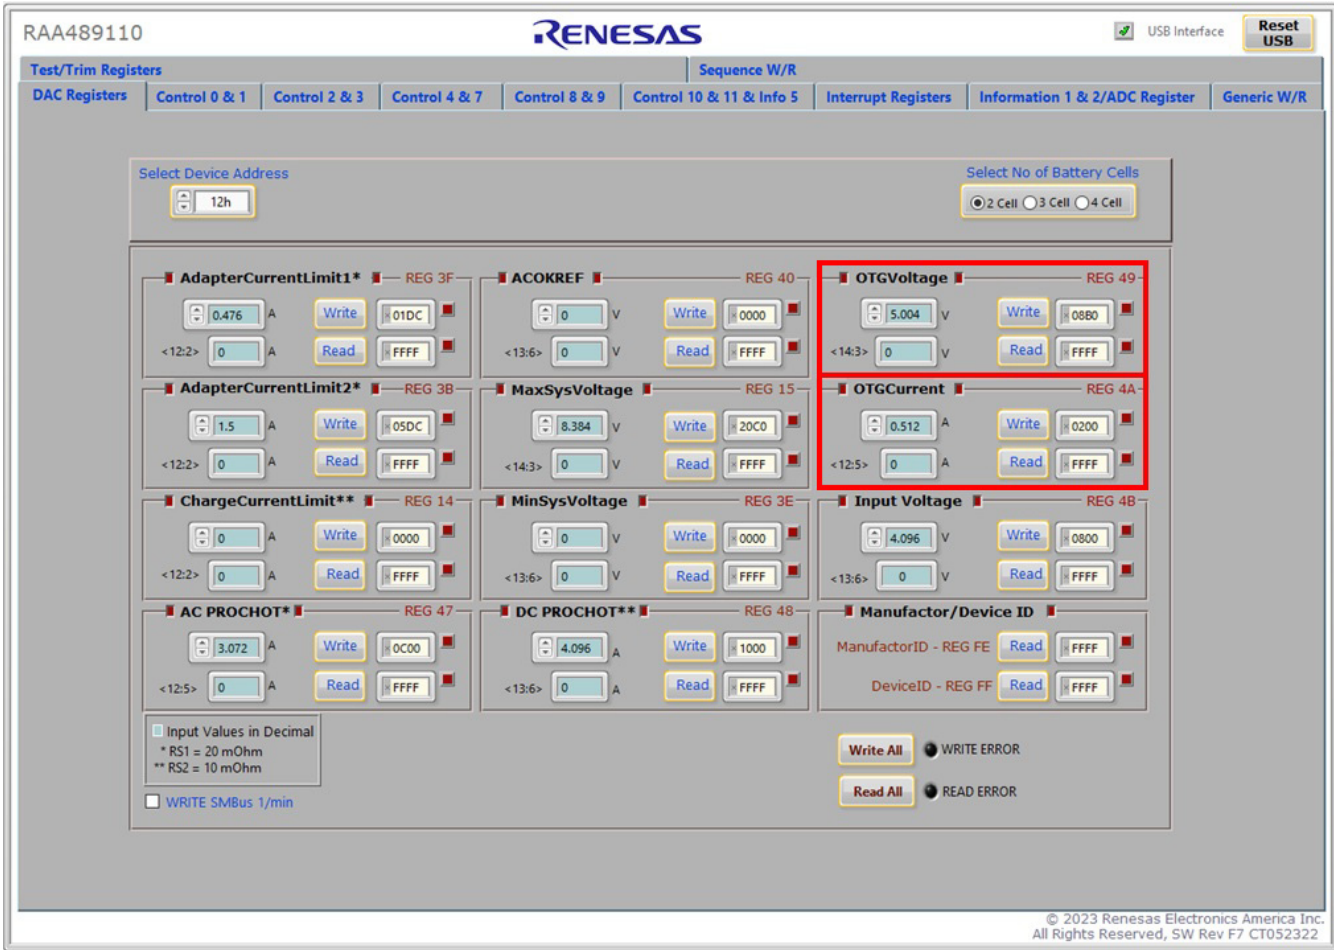 RAA489110
RENESAS
USB Interface
Reset USB
Test/Trim Registers
Sequence W/R
DAC Registers
Control 0 & 1
Control 2 & 3
Control 4 & 7
Control 8 & 9
Control 10 & 11 & Info 5
Interrupt Registers
Information 1 & 2/ADC Register
Generic W/R
Select Device Address
12h
Select No of Battery Cells
2 Cell 3 Cell 4 Cell
AdapterCurrentLimit1* REG 3F
0.476 A Write x 01DC
<12:2> 0 A Read x FFFF
ACOKREF REG 40
0 V Write x 0000
<13:6> 0 V Read x FFFF
OTGVoltage REG 49
5.004 V Write x 08B0
<14:3> 0 V Read x FFFF
AdapterCurrentLimit2* REG 3B
1.5 A Write x 05DC
<12:2> 0 A Read x FFFF
MaxSysVoltage REG 15
8.384 V Write x 20C0
<14:3> 0 V Read x FFFF
OTGCurrent REG 4A
0.512 A Write x 0200
<12:5> 0 A Read x FFFF
ChargeCurrentLimit** REG 14
0 A Write x 0000
<12:2> 0 A Read x FFFF
MinSysVoltage REG 3E
0 V Write x 0000
<13:6> 0 V Read x FFFF
Input Voltage REG 4B
4.096 V Write x 0800
<13:6> 0 V Read x FFFF
AC PROCHOT* REG 47
3.072 A Write x 0C00
<12:5> 0 A Read x FFFF
DC PROCHOT** REG 48
4.096 A Write x 1000
<13:6> 0 A Read x FFFF
Manufactor/Device ID
ManufactorID - REG FE Read x FFFF
DeviceID - REG FF Read x FFFF
Input Values in Decimal
* RS1 = 20 mOhm
** RS2 = 10 mOhm
WRITE SMBus 1/min
Write All WRITE ERROR
Read All READ ERROR
© 2023 Renesas Electronics America Inc.
All Rights Reserved, SW Rev F7 CT052322